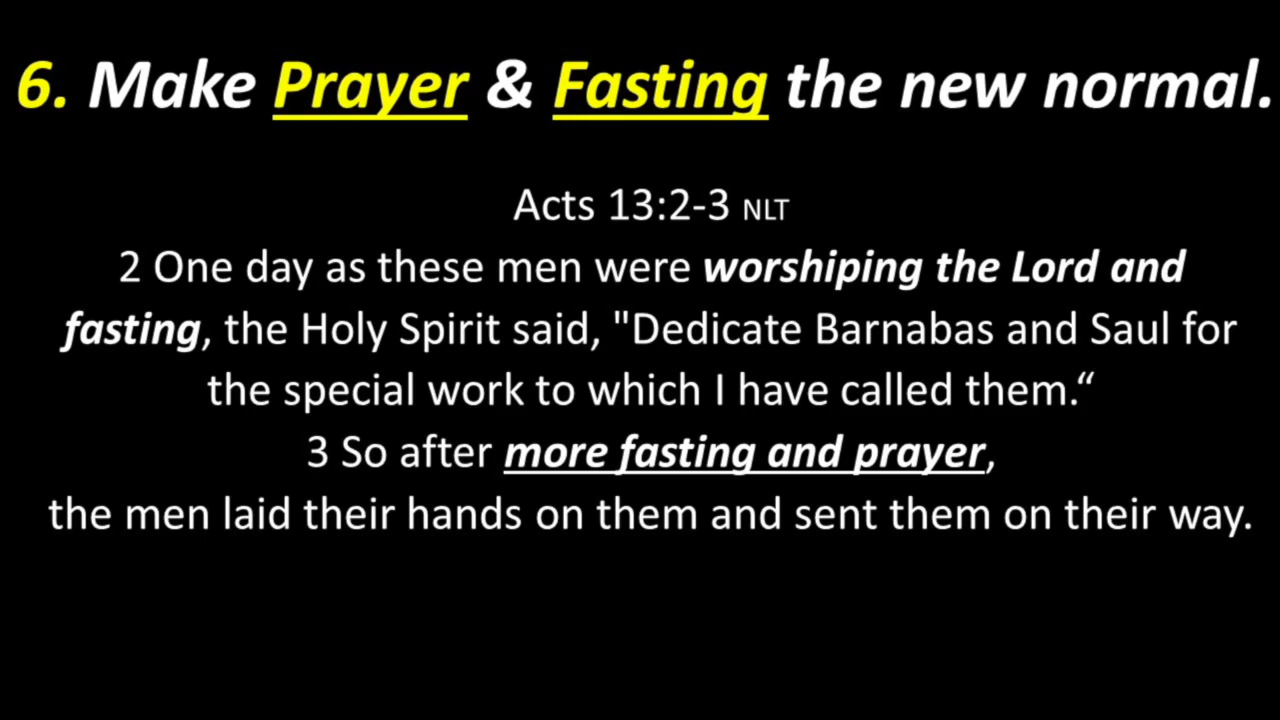 6. Make Prayer & Fasting the new normal.
Acts 13:2-3 NLT
2 One day as these men were worshiping the Lord and
fasting, the Holy Spirit said, "Dedicate Barnabas and Saul for
the special work to which I have called them.“
3 So after more fasting and prayer,
the men laid their hands on them and sent them on their way.